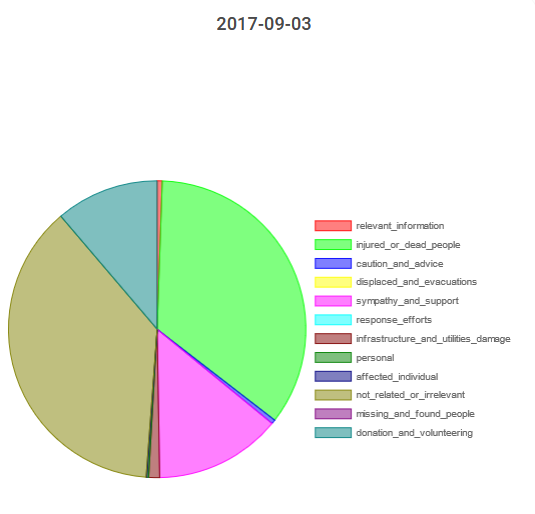 2017-09-03
relevant_information
injured_or_dead_people
caution_and_advice
displaced_and_evacuations
sympathy_and_support
response_efforts
infrastructure_and_utilities_damage
personal
affected_individual
not_related_or_irrelevant
missing_and_found_people
donation_and_volunteering